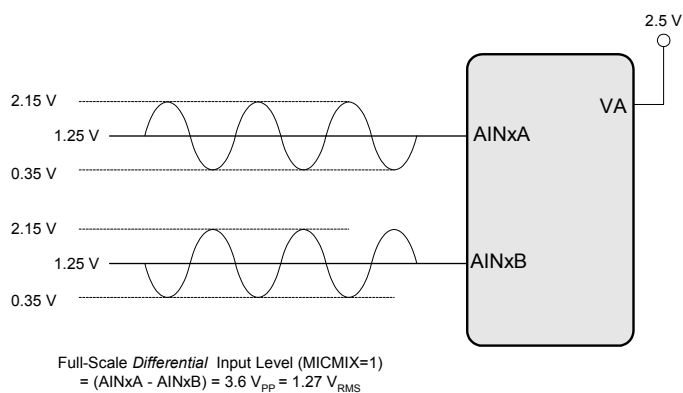 2.5 V
VA
2.15 V
1.25 V
0.35 V
AINxA
2.15 V
1.25 V
0.35 V
AINxB
Full-Scale Differential Input Level (MICMIX=1)
= (AINxA - AINxB) = 3.6 VPP = 1.27 VRMS